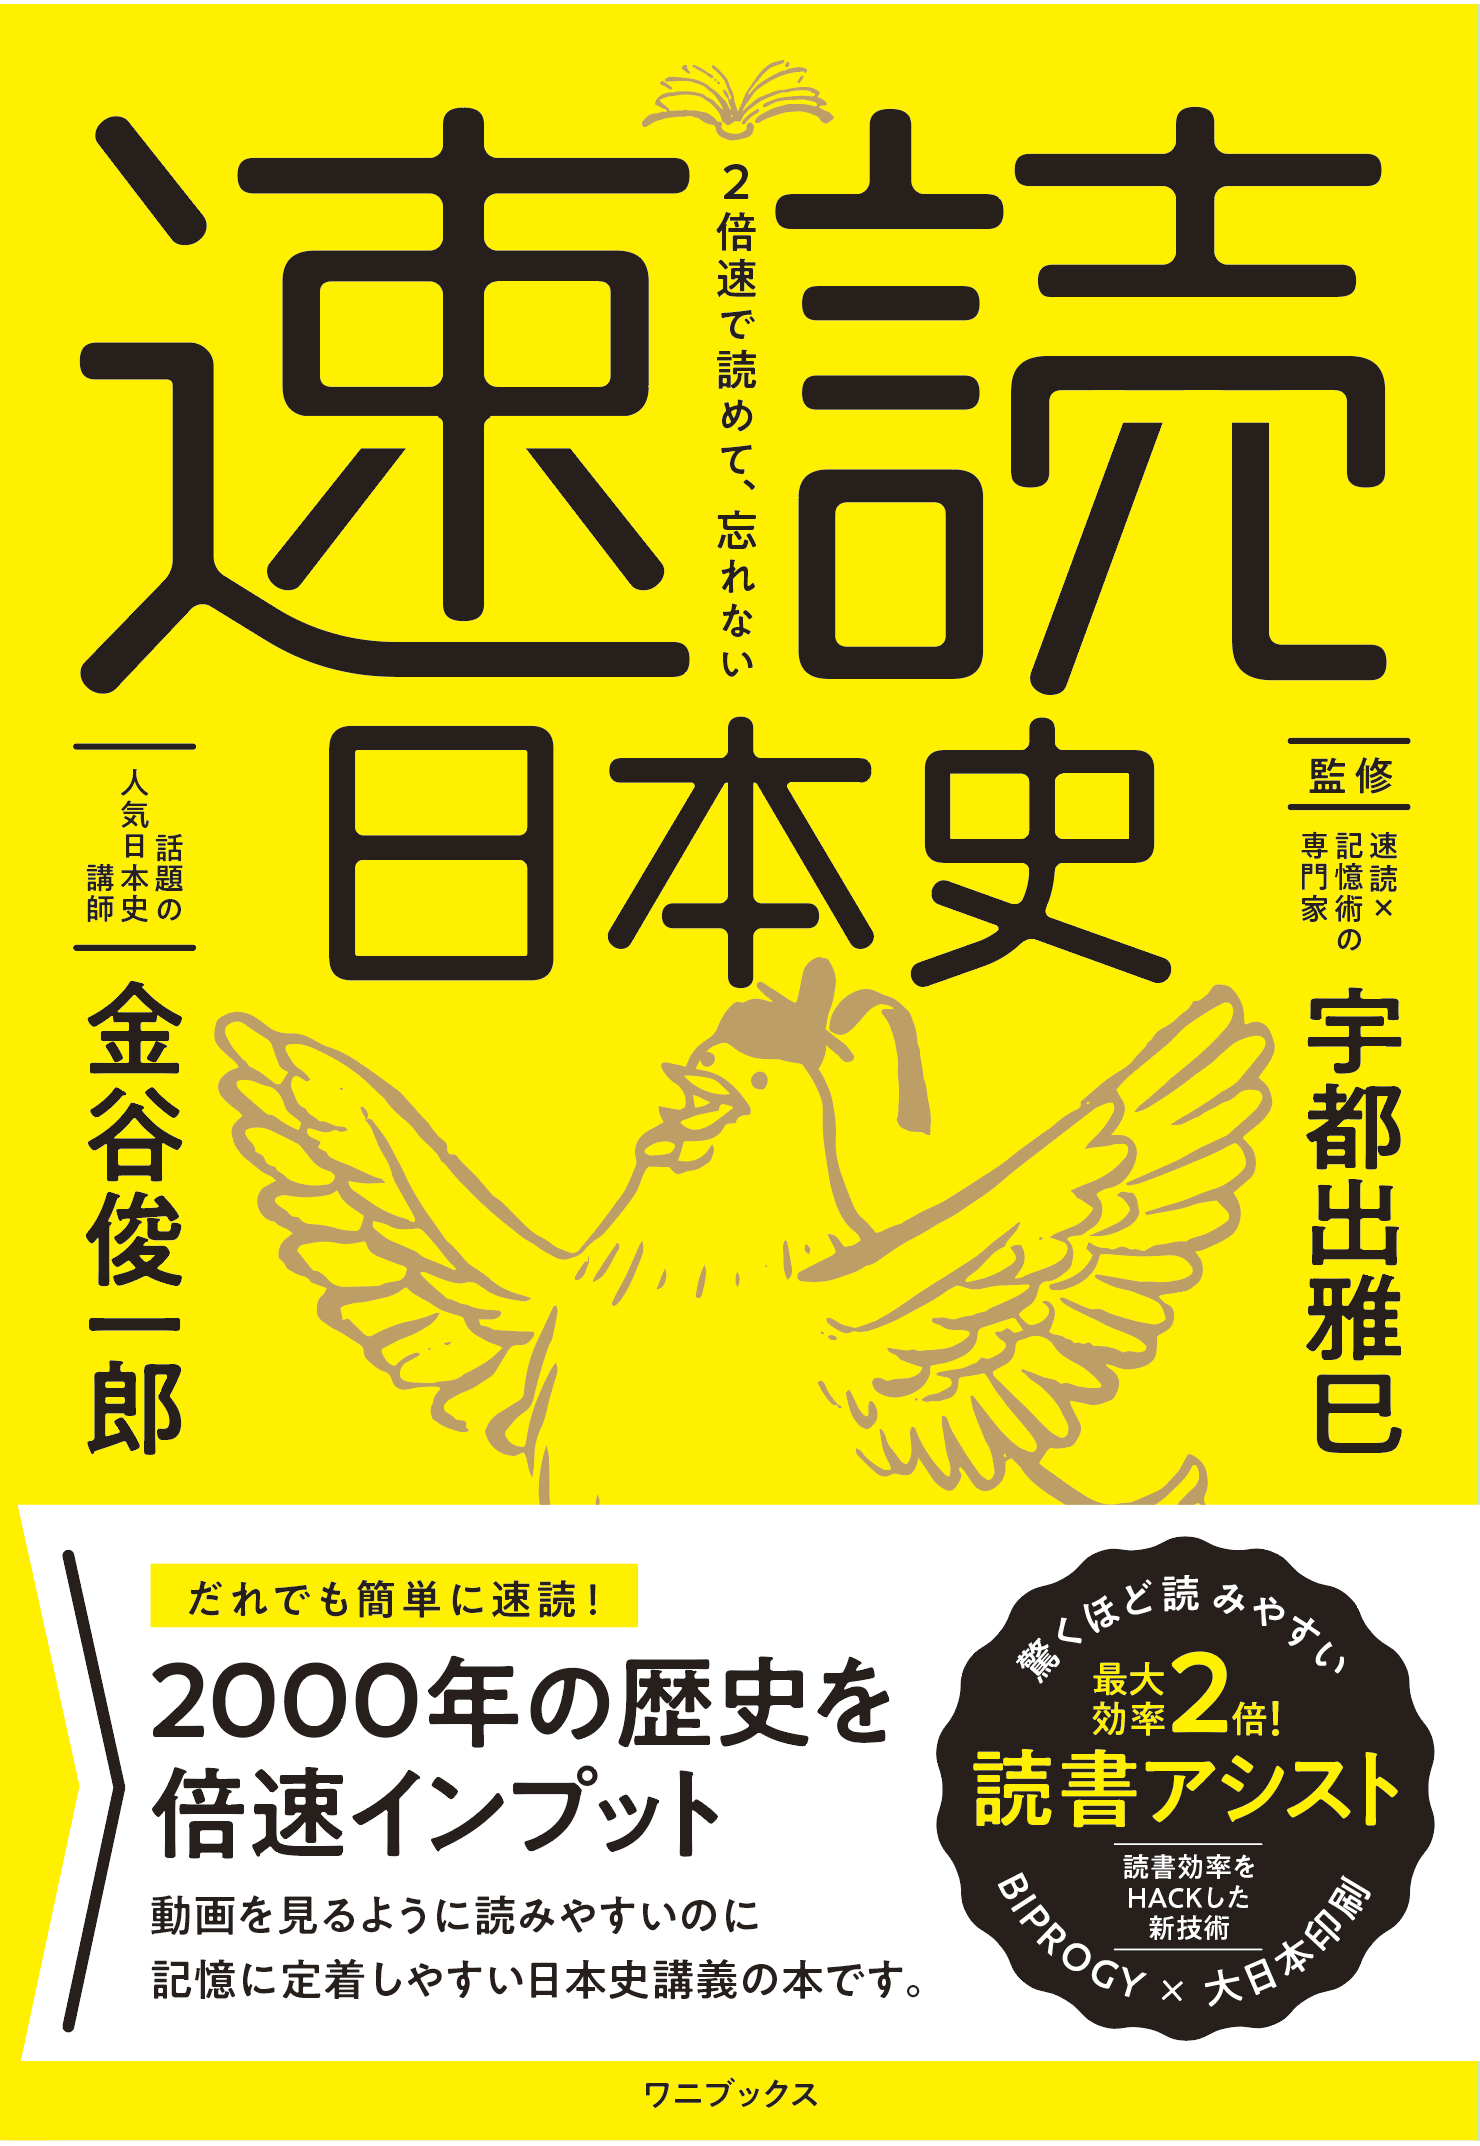 速読
2倍速で読めて、忘れない
日本史
監修
速読×
記憶術の
専門家
宇都出雅巳
話題の
人気日本史
講師
金谷俊一郎
だれでも簡単に速読!
2000年の歴史を
倍速インプット
動画を見るように読みやすいのに
記憶に定着しやすい日本史講義の本です。
驚くほど読みやすい
最大
効率2倍!
読書アシスト
読書効率を
HACKした
新技術
BIPROGY × 大日本印刷
ワニブックス